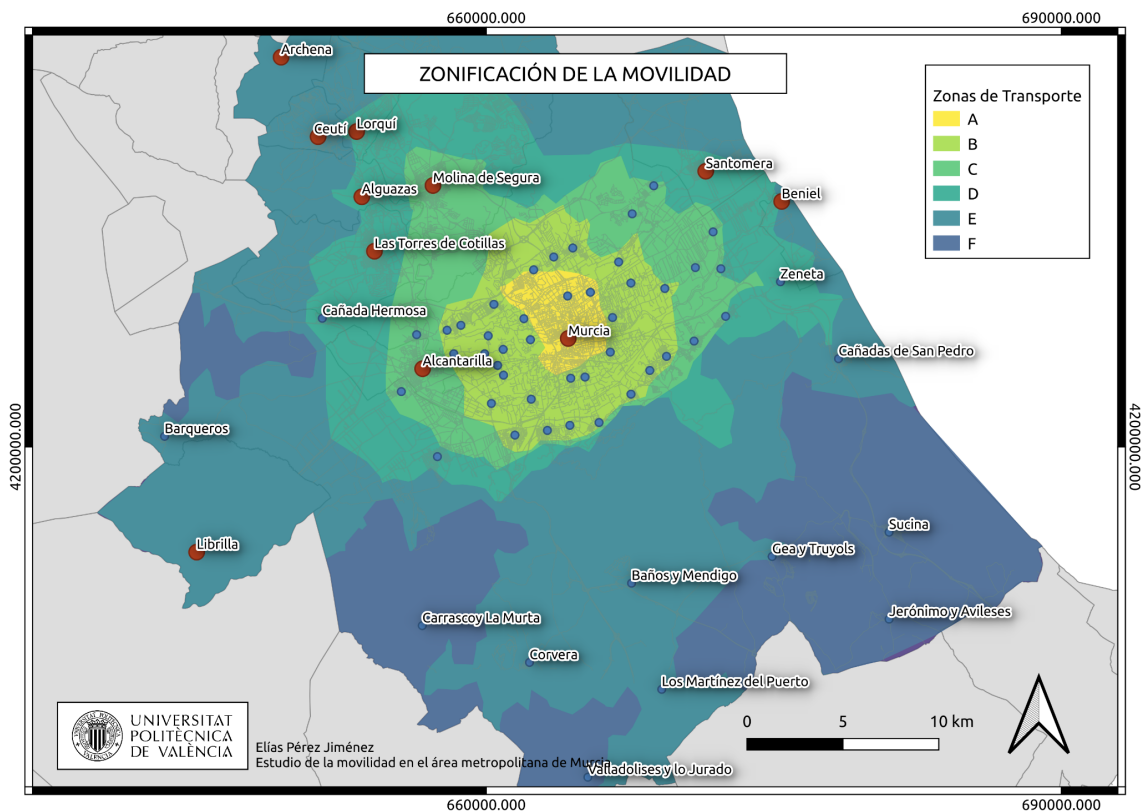 660000.000
690000.000
ZONIFICACIÓN DE LA MOVILIDAD
Archena
Ceutí
Lorquí
Zonas de Transporte
A
B
C
D
E
F
Molina de Segura
Santomera
Alguazas
Beniel
Las Torres de Cotillas
Zeneta
Cañada Hermosa
Murcia
Cañadas de San Pedro
Alcantarilla
4200000.000
4200000.000
Barqueros
Sucina
Librilla
Gea y Truyols
Baños y Mendigo
Carrascoy La Murta
Jerónimo y Avileses
Corvera
Los Martínez del Puerto
0 5 10 km
UNIVERSITAT
POLITÈCNICA
DE VALÈNCIA
Elías Pérez Jiménez
Estudio de la movilidad en el área metropolitana de Murcia
Valladolises y lo Jurado
660000.000
690000.000